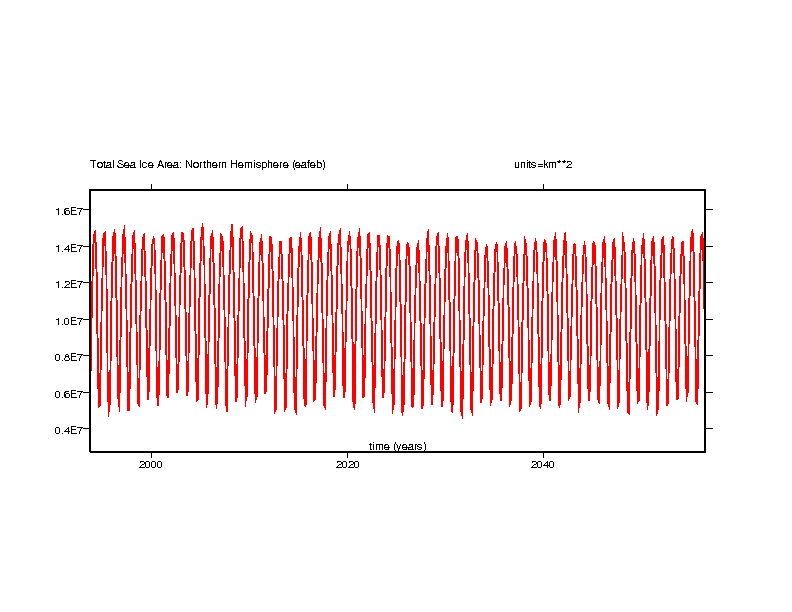 Total Sea Ice Area: Northern Hemisphere (eafeb) units=km**2
1.6E7
1.4E7
1.2E7
1.0E7
0.8E7
0.6E7
0.4E7
time (years)
2000 2020 2040